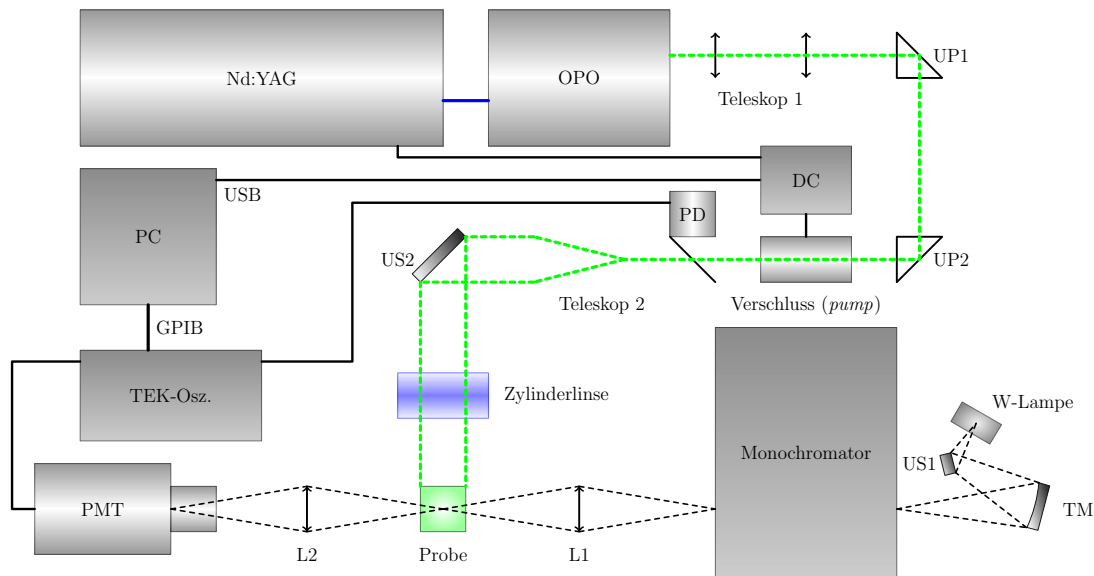 Nd:YAG
OPO
UP1
Teleskop 1
DC
USB
PC
PD
US2
UP2
Teleskop 2
Verschluss (pump)
GPIB
TEK-Osz.
Zylinderlinse
W-Lampe
Monochromator
US1
PMT
TM
L2
Probe
L1